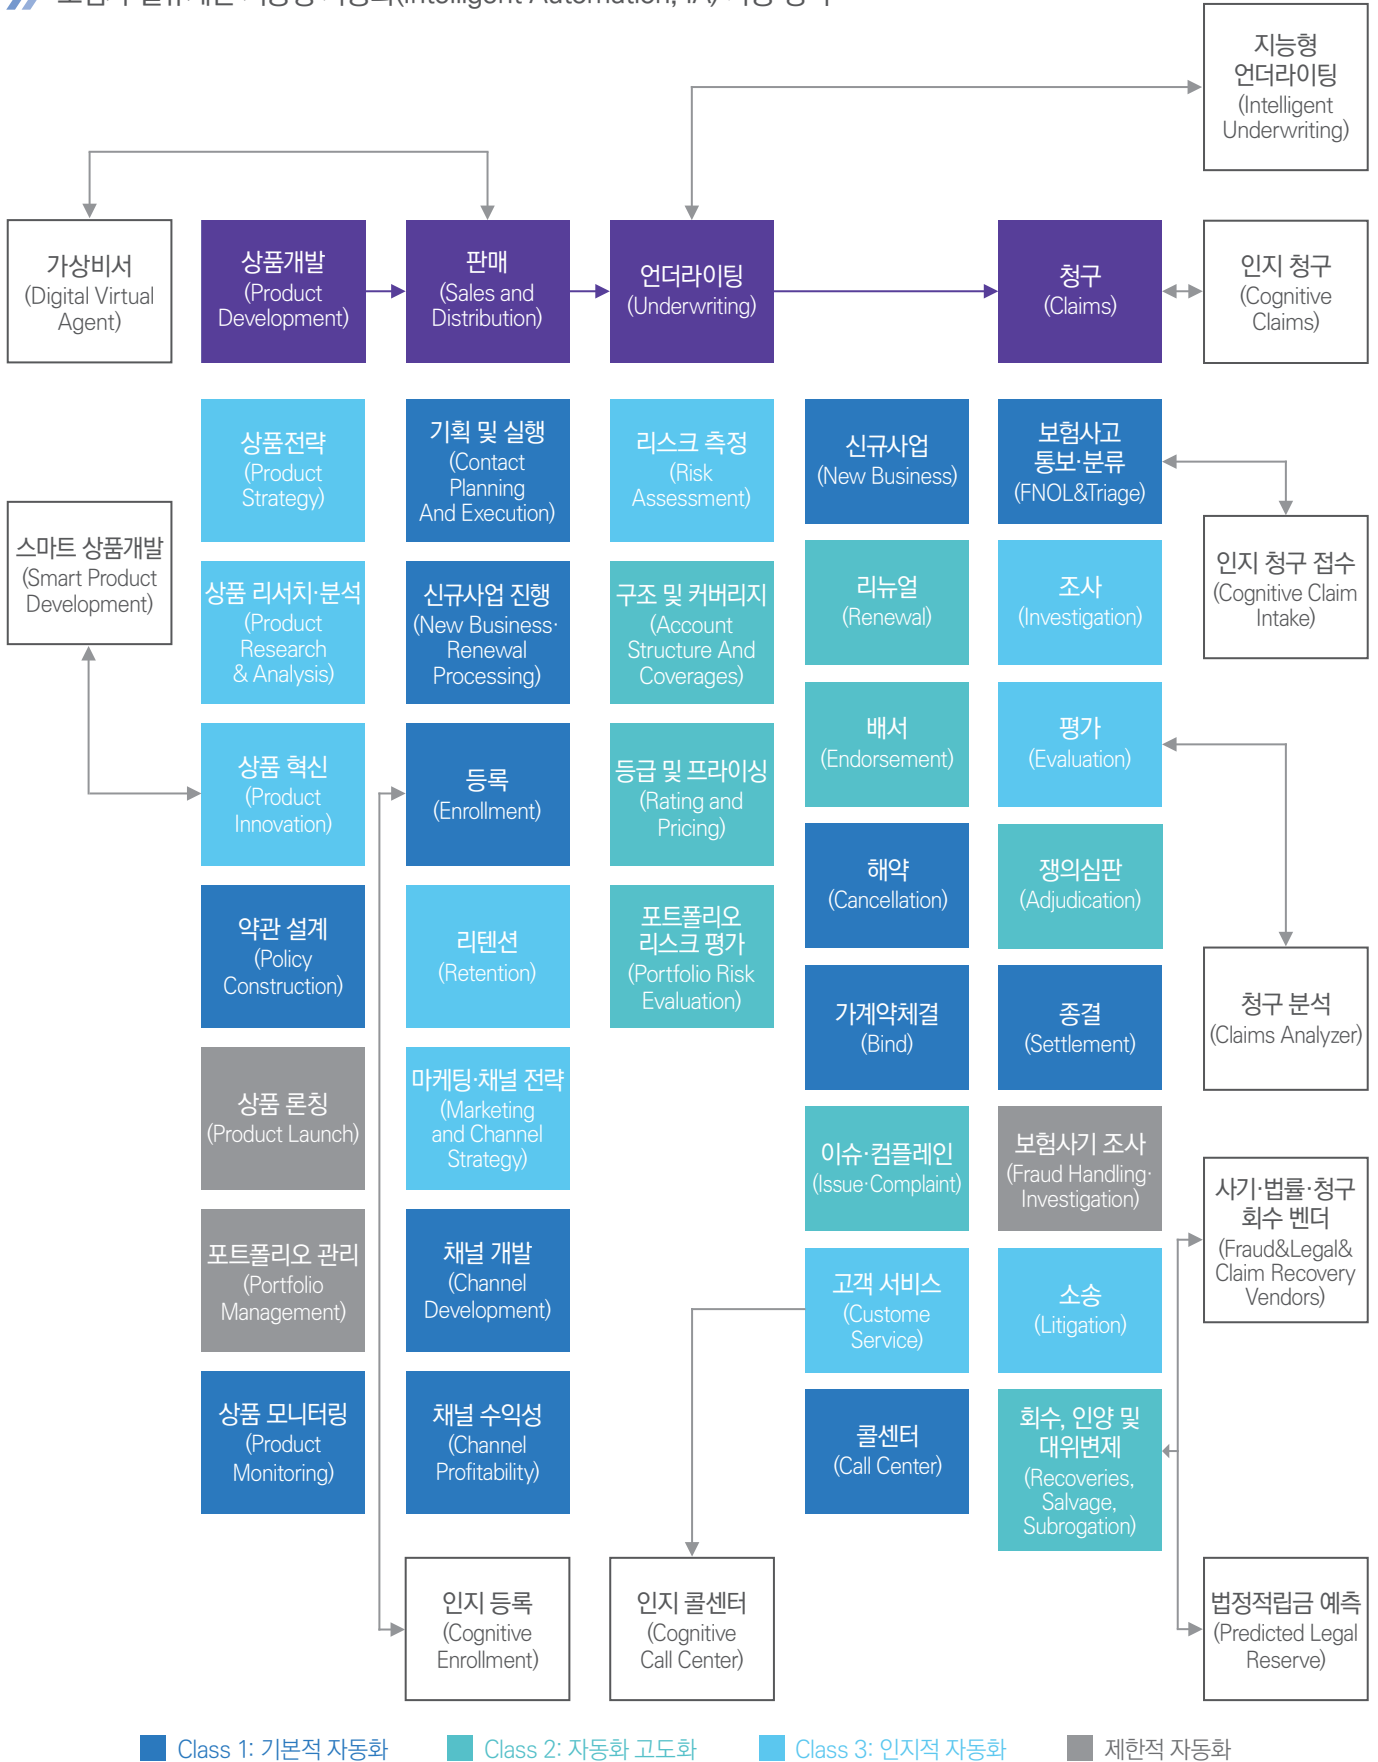 지능형
언더라이팅
(Intelligent
Underwriting)
가상비서
(Digital Virtual
Agent)
상품개발
(Product
Development)
판매
(Sales and
Distribution)
언더라이팅
(Underwriting)
청구
(Claims)
인지 청구
(Cognitive
Claims)
스마트 상품개발
(Smart Product
Development)
상품전략
(Product
Strategy)
상품 리서치·분석
(Product
Research
& Analysis)
상품 혁신
(Product
Innovation)
약관 설계
(Policy
Construction)
상품 론칭
(Product Launch)
포트폴리오 관리
(Portfolio
Management)
상품 모니터링
(Product
Monitoring)
기획 및 실행
(Contact
Planning
And Execution)
신규사업 진행
(New Business·
Renewal
Processing)
등록
(Enrollment)
리텐션
(Retention)
마케팅·채널 전략
(Marketing
and Channel
Strategy)
채널 개발
(Channel
Development)
채널 수익성
(Channel
Profitability)
인지 등록
(Cognitive
Enrollment)
리스크 측정
(Risk
Assessment)
구조 및 커버리지
(Account
Structure And
Coverages)
등급 및 프라이싱
(Rating and
Pricing)
포트폴리오
리스크 평가
(Portfolio Risk
Evaluation)
인지 콜센터
(Cognitive
Call Center)
신규사업
(New Business)
리뉴얼
(Renewal)
배서
(Endorsement)
해약
(Cancellation)
가계약체결
(Bind)
이슈·컴플레인
(Issue·Complaint)
고객 서비스
(Custome
Service)
콜센터
(Call Center)
보험사고
통보·분류
(FNOL&Triage)
조사
(Investigation)
평가
(Evaluation)
쟁의심판
(Adjudication)
종결
(Settlement)
보험사기 조사
(Fraud Handling·
Investigation)
소송
(Litigation)
회수, 인양 및
대위변제
(Recoveries,
Salvage,
Subrogation)
인지 청구 접수
(Cognitive Claim
Intake)
청구 분석
(Claims Analyzer)
사기·법률·청구
회수 벤더
(Fraud&Legal&
Claim Recovery
Vendors)
법정적립금 예측
(Predicted Legal
Reserve)
Class 1: 기본적 자동화
Class 2: 자동화 고도화
Class 3: 인지적 자동화
제한적 자동화